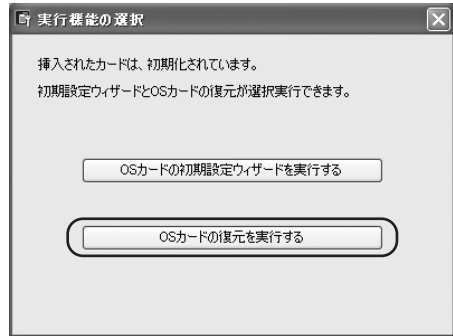 実行機能の選択
挿入されたカードは、初期化されています。
初期設定ウィザードとOSカードの復元が選択実行できます。
OSカードの初期設定ウィザードを実行する
OSカードの復元を実行する